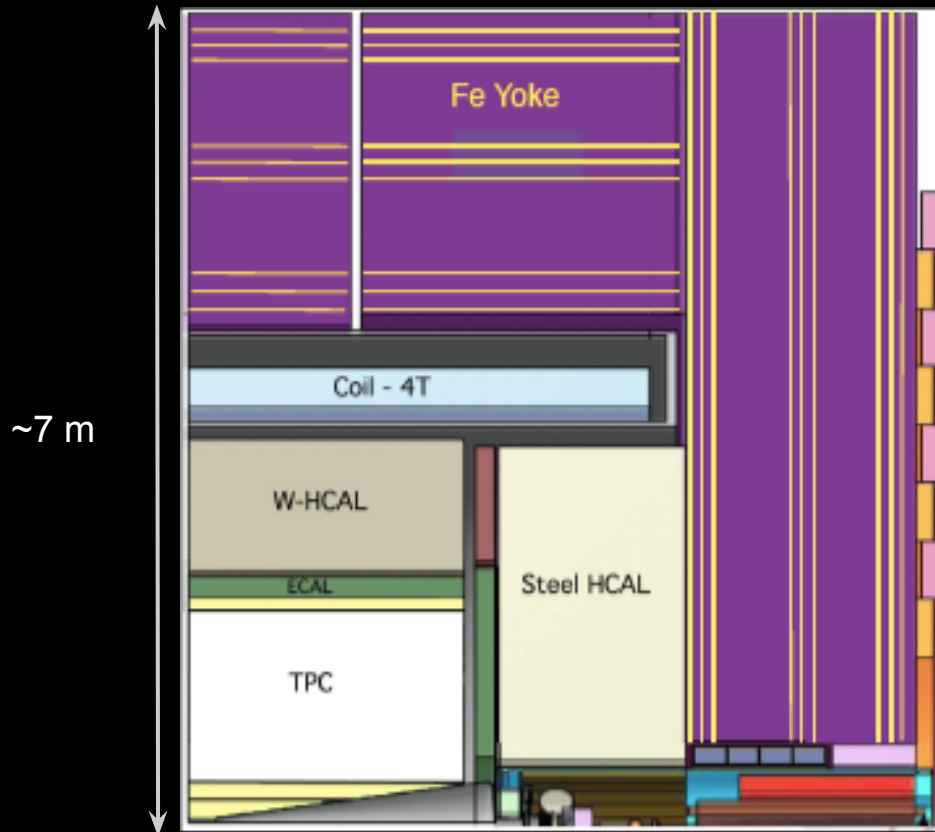 Fe Yoke
Coil - 4T
~7 m
W-HCAL
ECAL
Steel HCAL
TPC